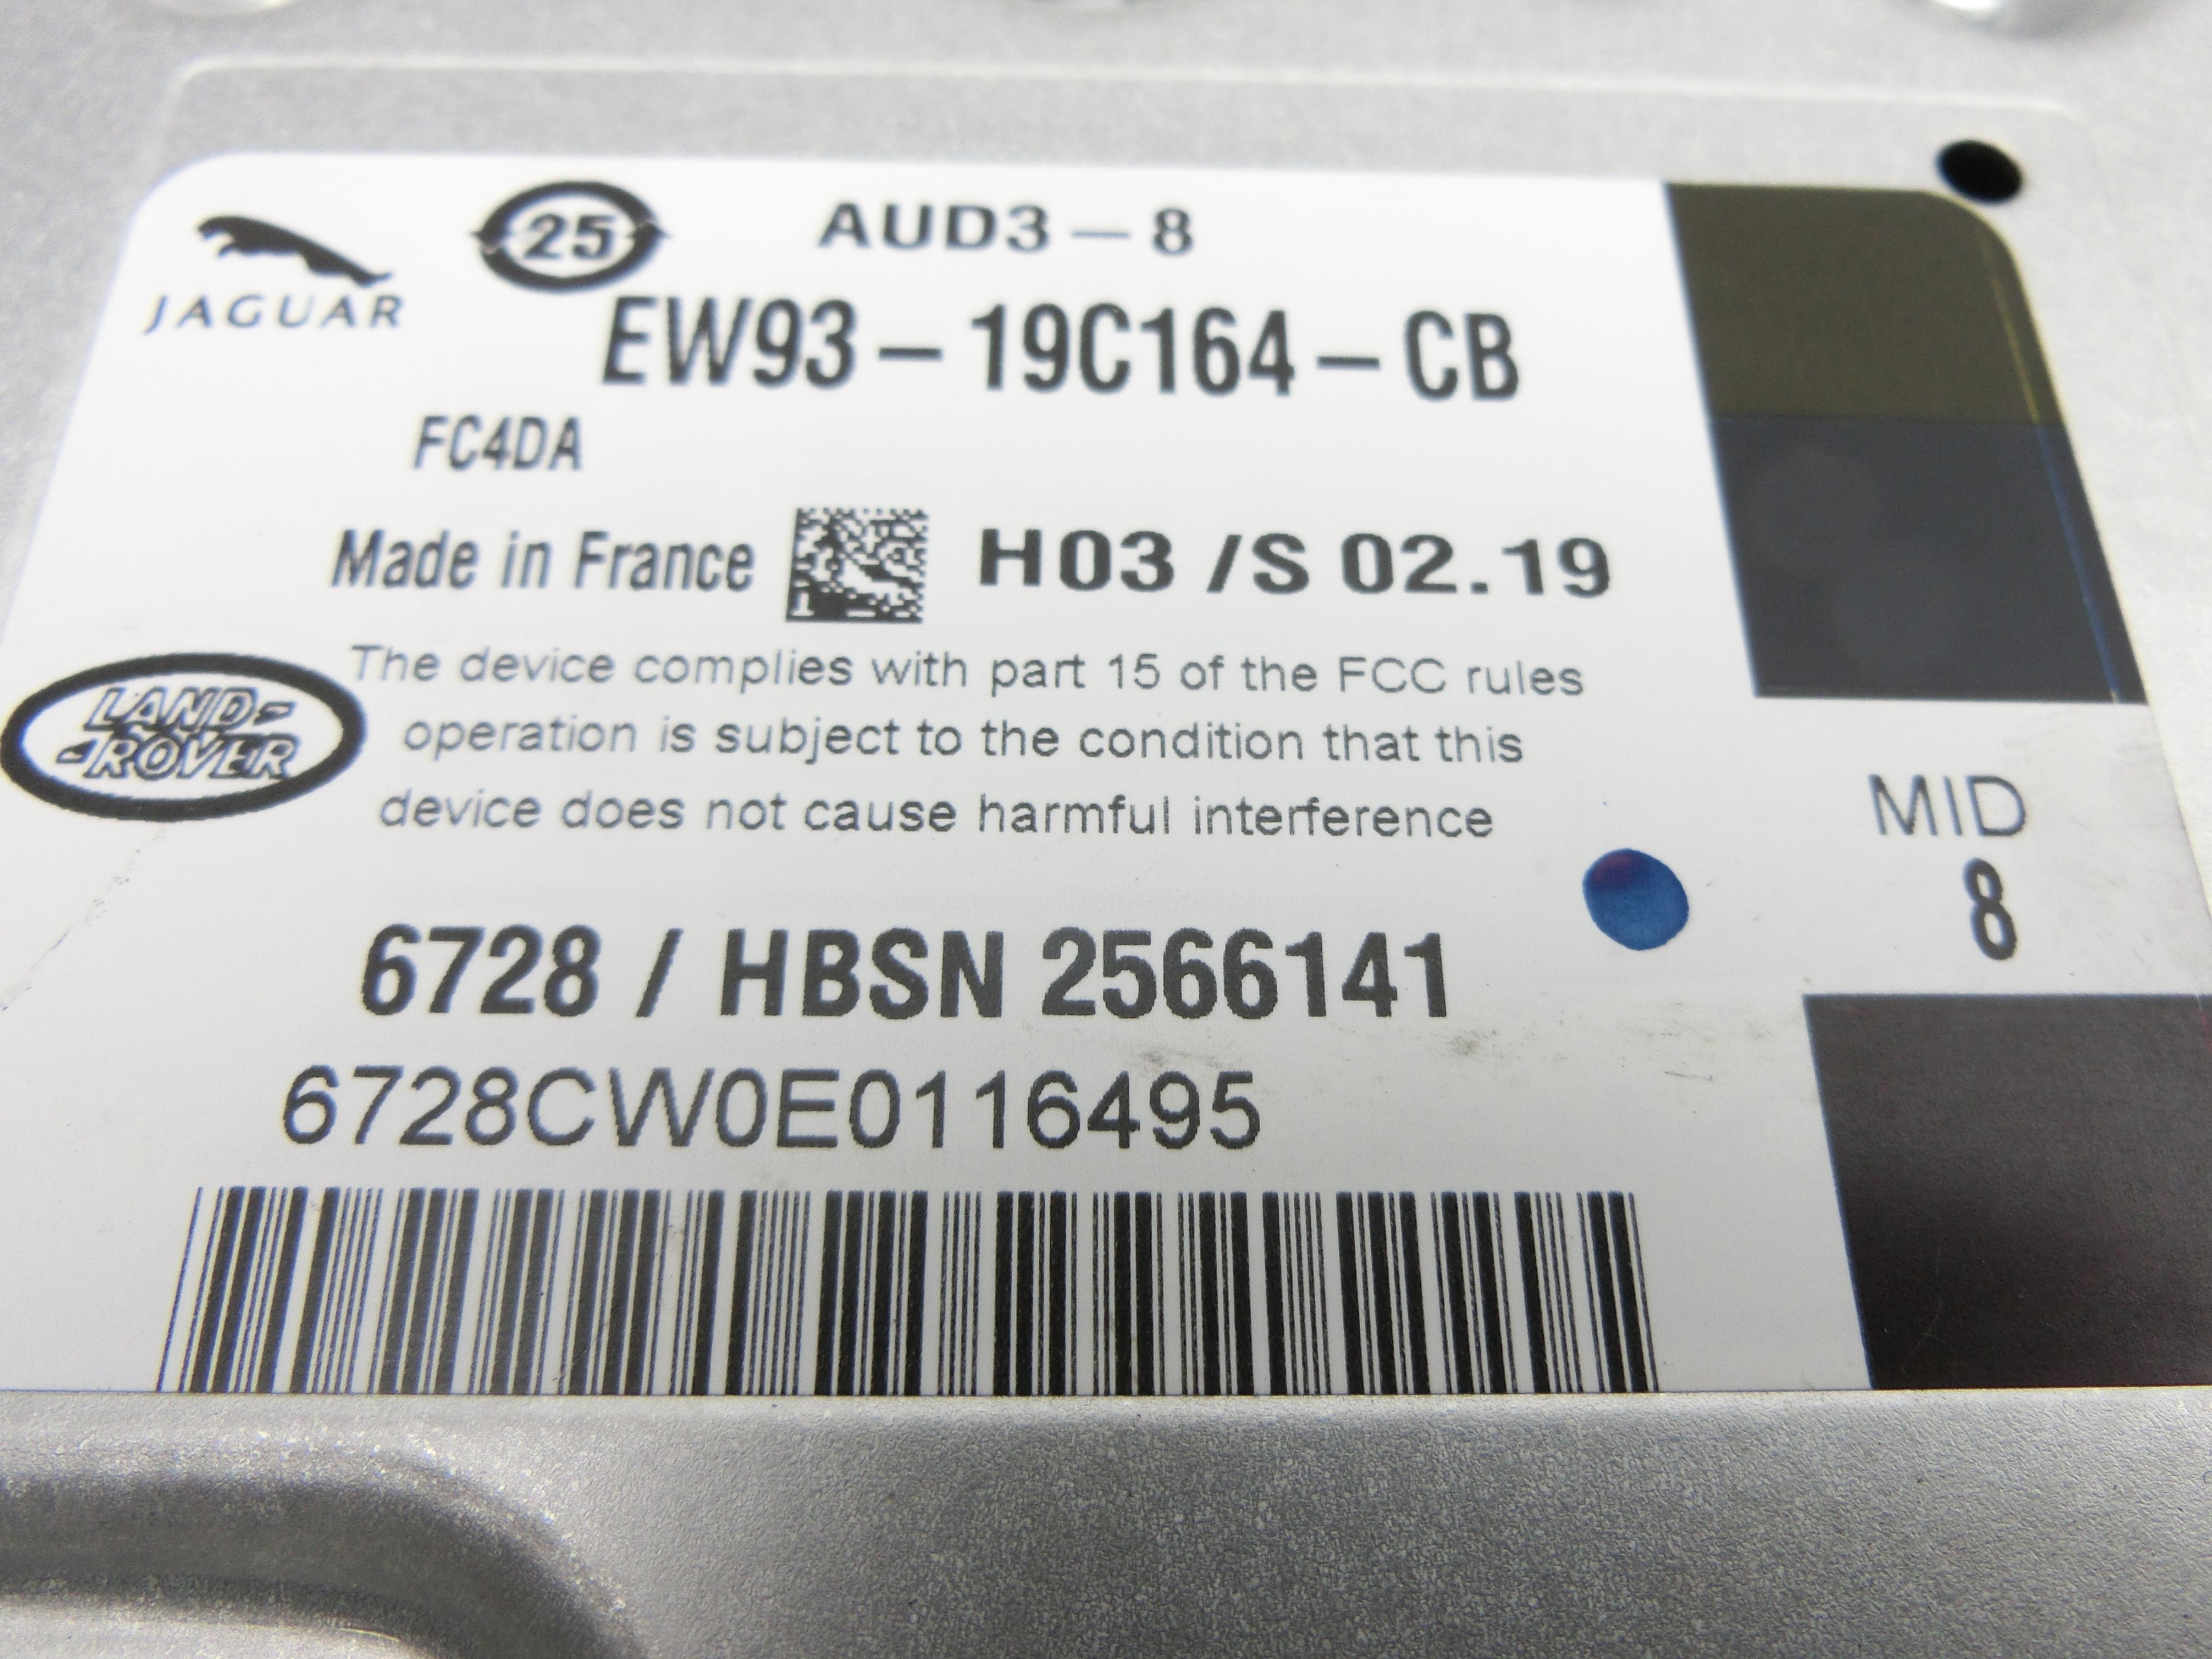 25
AUD3-8
JAGUAR
EW93-19C164-CB
FC4DA
Made in France
H03 /S 02.19
The device complies with part 15 of the FCC rules
operation is subject to the condition that this
device does not cause harmful interference
LAND-
-ROVER
MID
8
6728 / HBSN 2566141
6728CW0E0116495